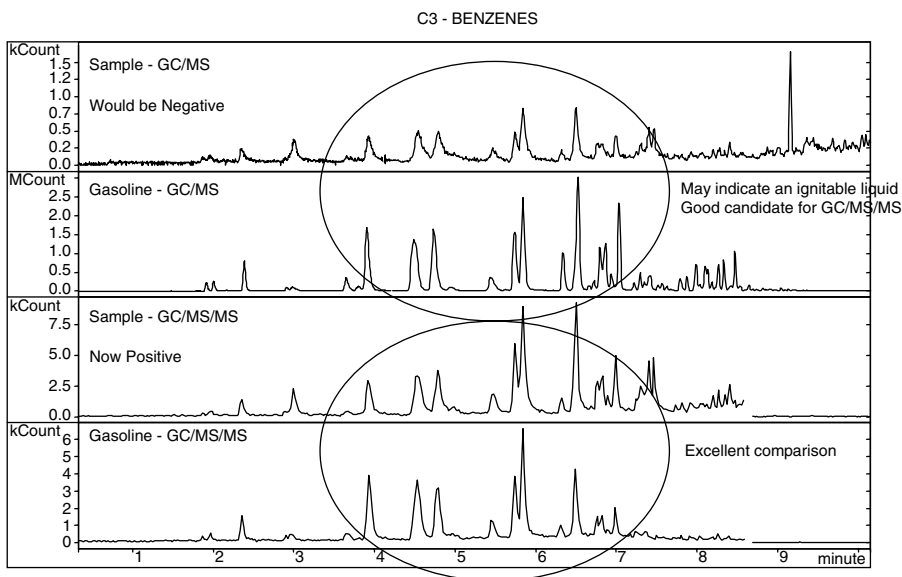 C3 - BENZENES
kCount
1.5
1.2
1.0
0.7
0.5
0.2
0.0
Sample - GC/MS
Would be Negative
MCount
2.5
2.0
1.5
1.0
0.5
0.0
Gasoline - GC/MS
May indicate an ignitable liquid
Good candidate for GC/MS/MS
kCount
7.5
5.0
2.5
0.0
Sample - GC/MS/MS
Now Positive
kCount
6
5
4
3
2
1
0
Gasoline - GC/MS/MS
Excellent comparison
1 2 3 4 5 6 7 8 9 minute